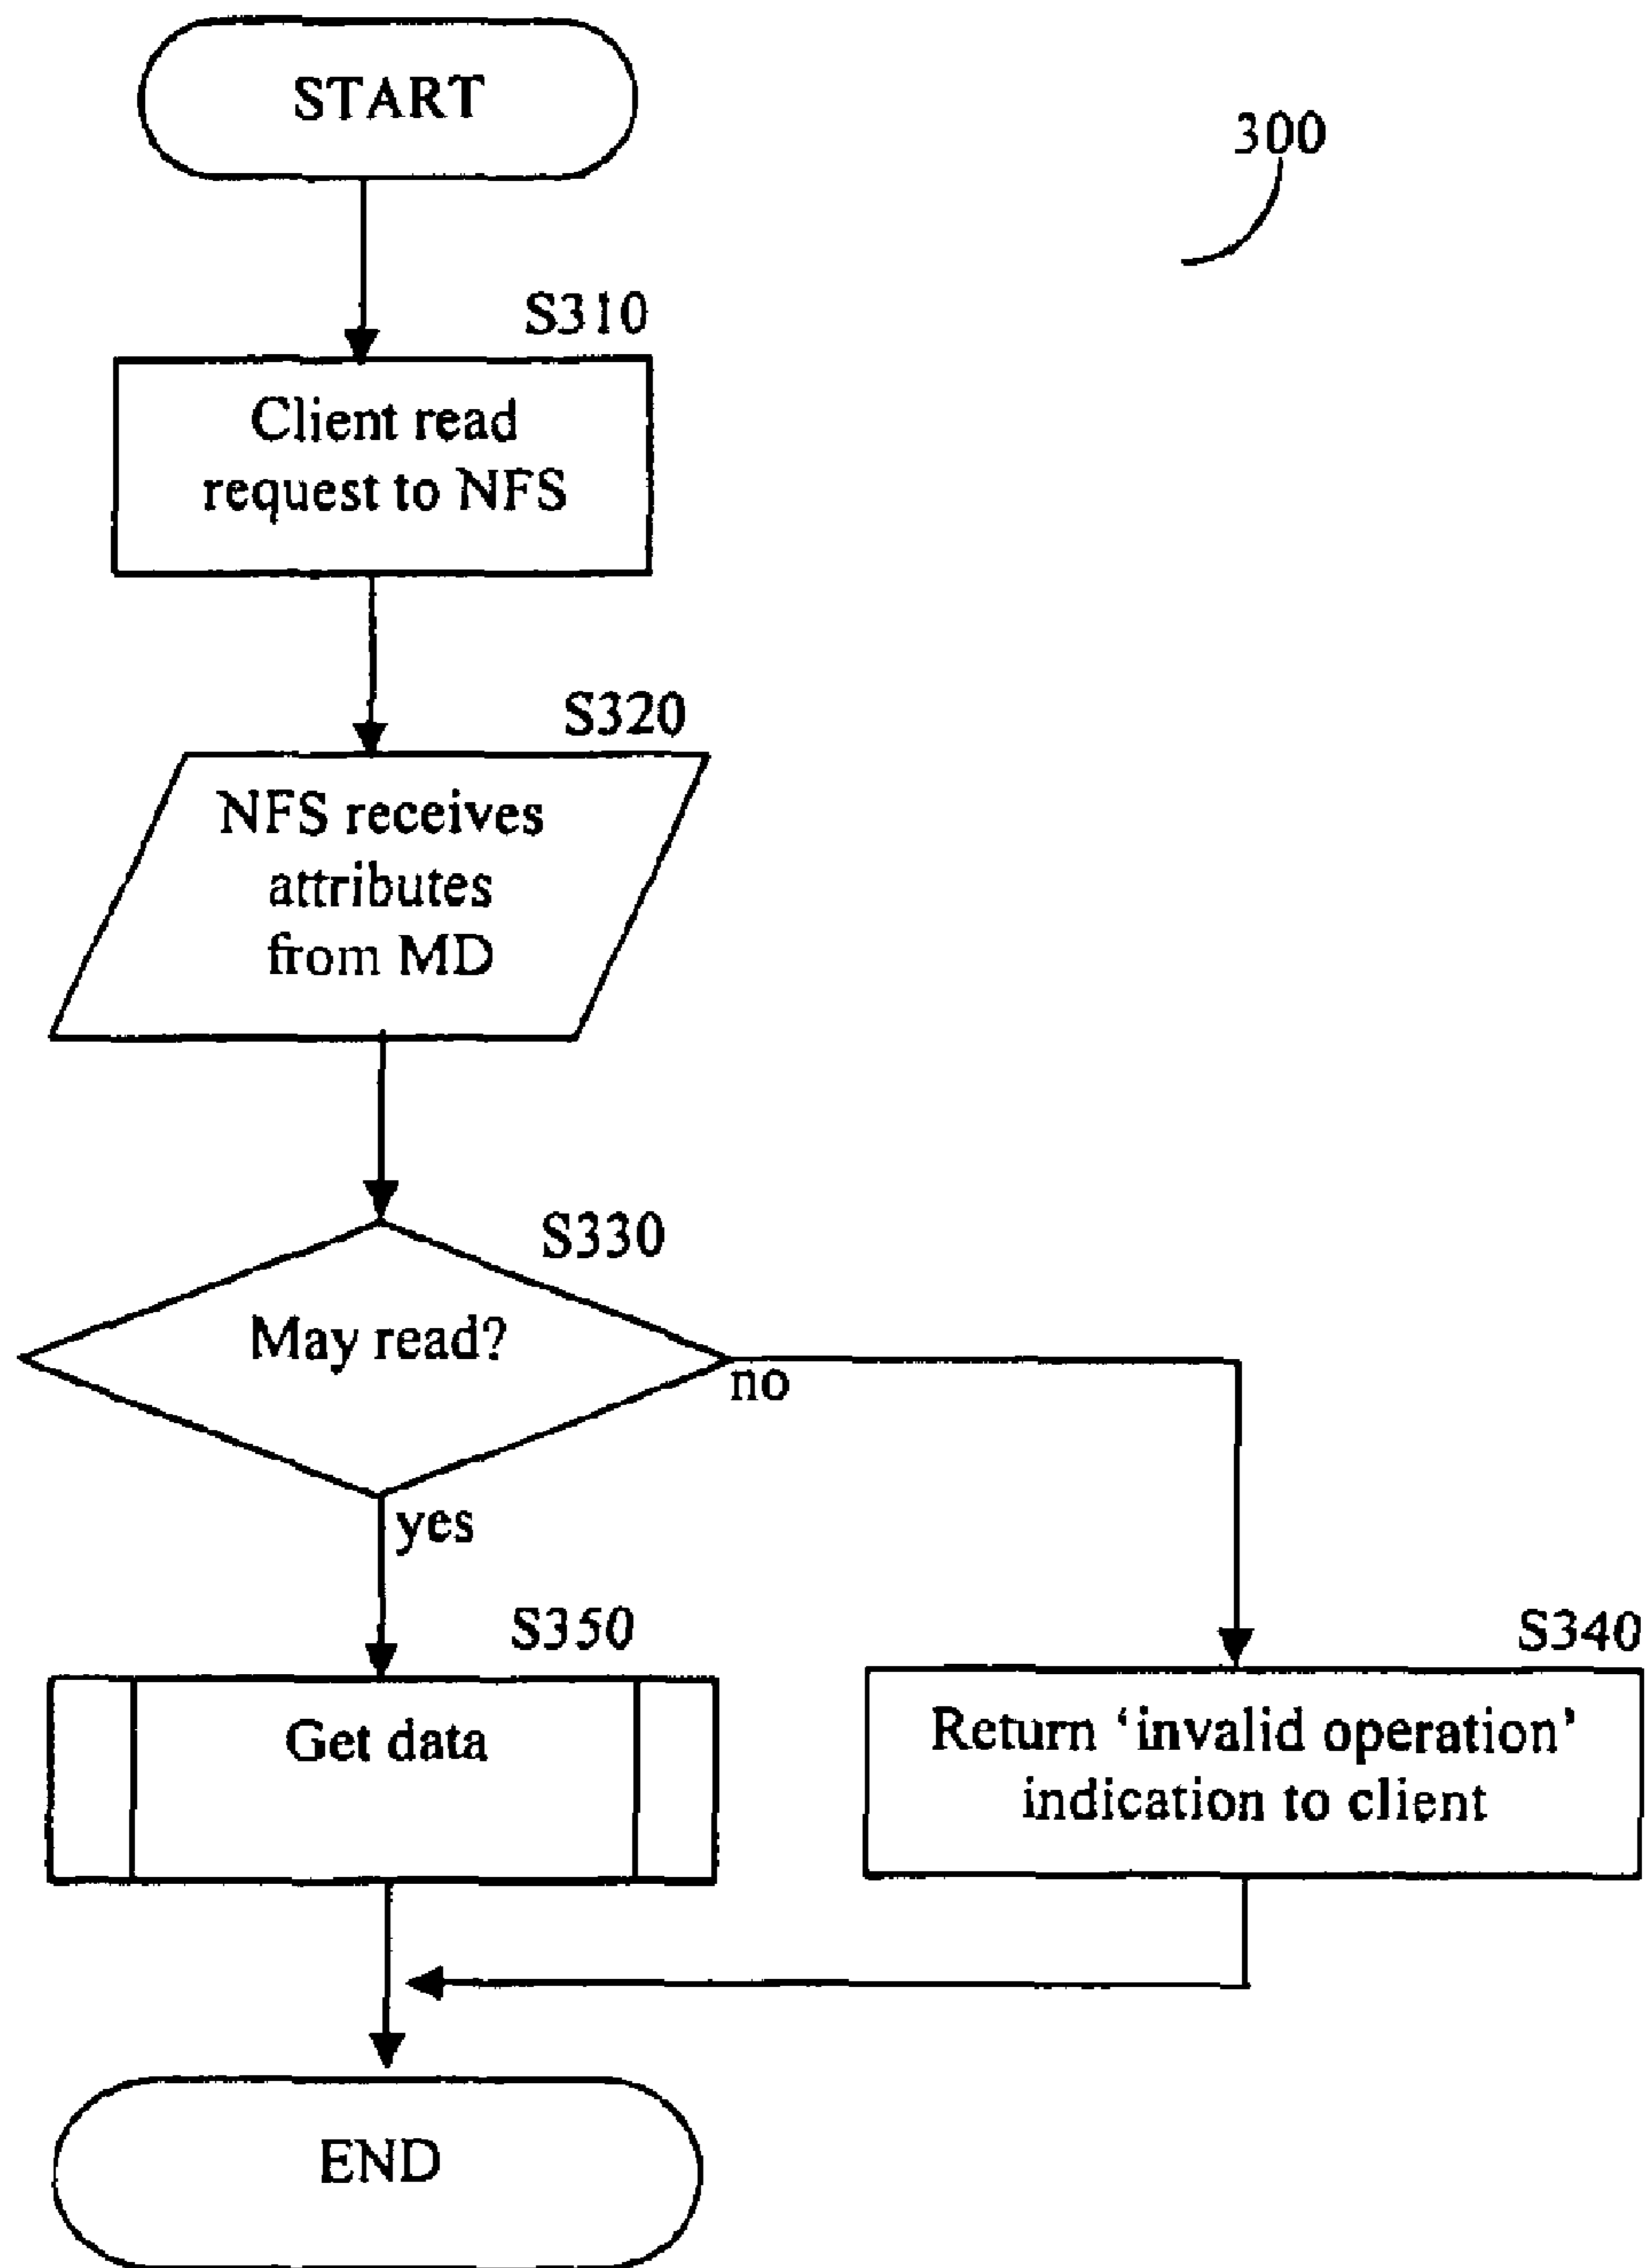 START
300
S310
Client read
request to NFS
S320
NFS receives
attributes
from MD
S330
May read?
no
yes
S350
Get data
S340
Return ‘invalid operation’
indication to client
END